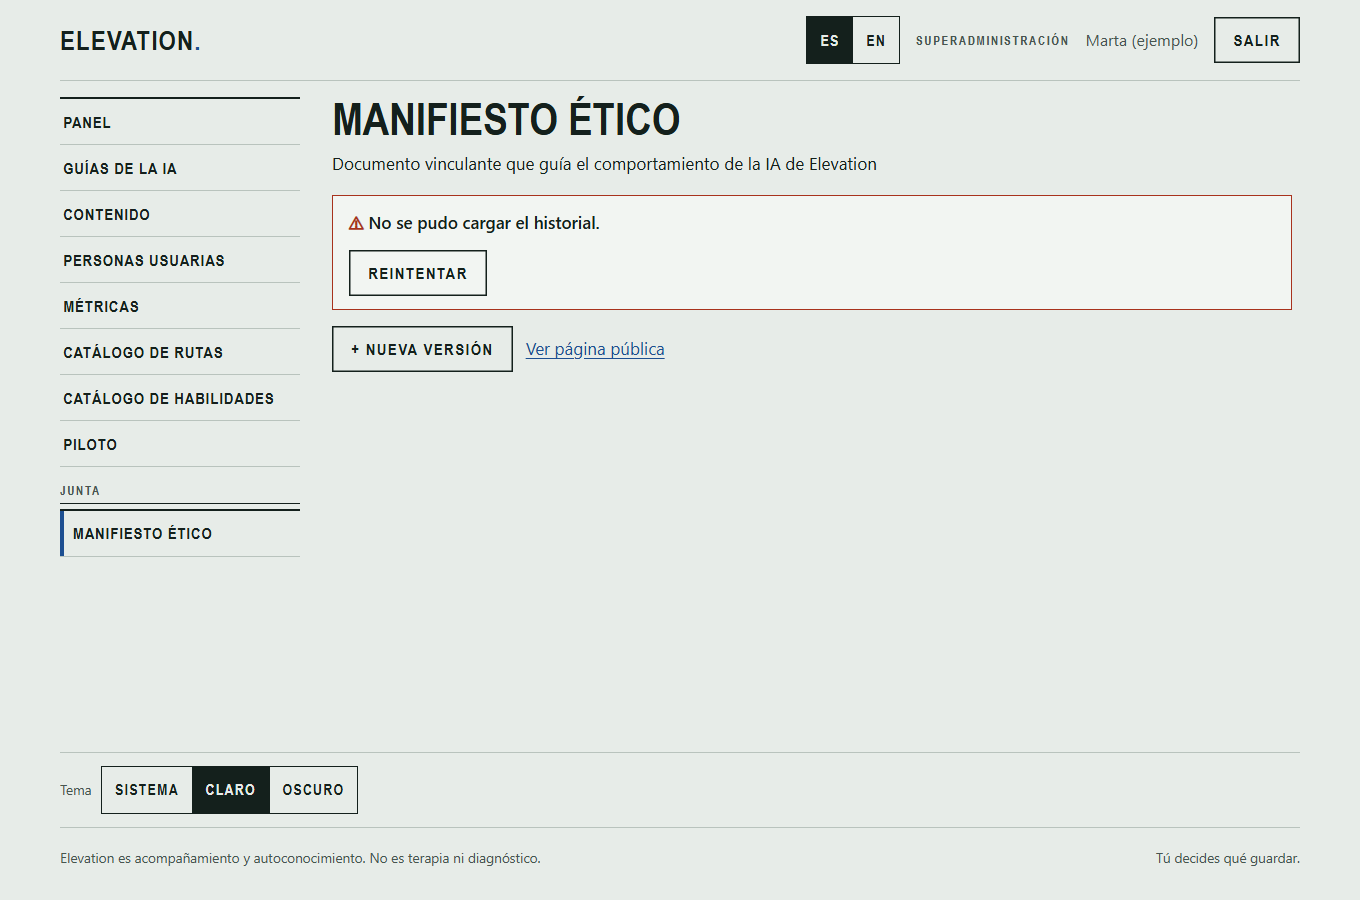 ELEVATION.
ES EN SUPERADMINISTRACIÓN Marta (ejemplo) SALIR
PANEL
GUÍAS DE LA IA
CONTENIDO
PERSONAS USUARIAS
MÉTRICAS
CATÁLOGO DE RUTAS
CATÁLOGO DE HABILIDADES
PILOTO
JUNTA
MANIFIESTO ÉTICO
MANIFIESTO ÉTICO
Documento vinculante que guía el comportamiento de la IA de Elevation
⚠ No se pudo cargar el historial.
REINTENTAR
+ NUEVA VERSIÓN Ver página pública
Tema SISTEMA CLARO OSCURO
Elevation es acompañamiento y autoconocimiento. No es terapia ni diagnóstico.
Tú decides qué guardar.